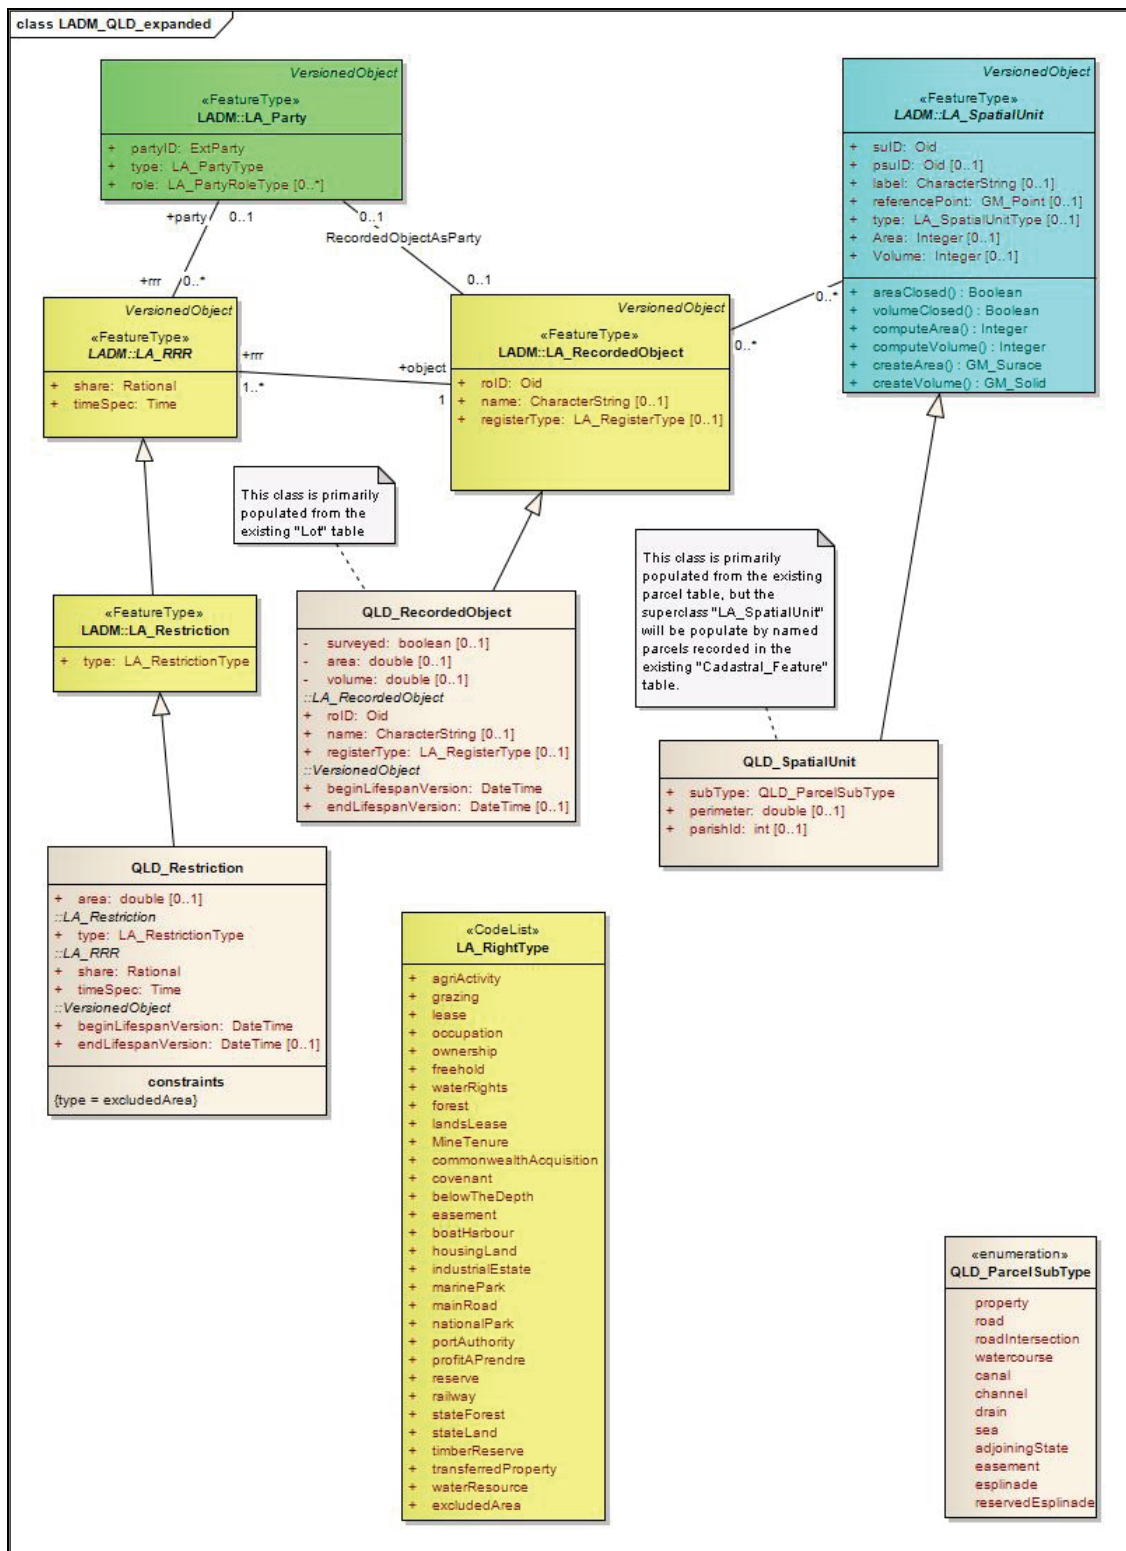 class LADM_QLD_expanded
VersionedObject
«FeatureType»
LADM::LA_Party
+ partyID: ExtParty
+ type: LA_PartyType
+ role: LA_PartyRoleType [0..*]
VersionedObject
«FeatureType»
LADM::LA_SpatialUnit
+ suID: Oid
+ psuID: Oid [0..1]
+ label: CharacterString [0..1]
+ referencePoint: GM_Point [0..1]
+ type: LA_SpatialUnitType [0..1]
+ Area: Integer [0..1]
+ Volume: Integer [0..1]
+ areaClosed() : Boolean
+ volumeClosed() : Boolean
+ computeArea() : Integer
+ computeVolume() : Integer
+ createArea() : GM_Surace
+ createVolume() : GM_Solid
+party 0..1
0..1
RecordedObjectAsParty
+rrr 0..*
0..1
0..*
0..*
VersionedObject
«FeatureType»
LADM::LA_RRR
+ share: Rational
+ timeSpec: Time
+rrr
1..*
+object
1
VersionedObject
«FeatureType»
LADM::LA_RecordedObject
+ roID: Oid
+ name: CharacterString [0..1]
+ registerType: LA_RegisterType [0..1]
This class is primarily
populated from the
existing "Lot" table
This class is primarily
populated from the existing
parcel table, but the
superclass "LA_SpatialUnit"
will be populate by named
parcels recorded in the
existing "Cadastral_Feature"
table.
«FeatureType»
LADM::LA_Restriction
+ type: LA_RestrictionType
QLD_RecordedObject
- surveyed: boolean [0..1]
- area: double [0..1]
- volume: double [0..1]
::LA_RecordedObject
+ roID: Oid
+ name: CharacterString [0..1]
+ registerType: LA_RegisterType [0..1]
::VersionedObject
+ beginLifespanVersion: DateTime
+ endLifespanVersion: DateTime [0..1]
QLD_SpatialUnit
+ subType: QLD_ParcelSubType
+ perimeter: double [0..1]
+ parishId: int [0..1]
QLD_Restriction
+ area: double [0..1]
::LA_Restriction
+ type: LA_RestrictionType
::LA_RRR
+ share: Rational
+ timeSpec: Time
::VersionedObject
+ beginLifespanVersion: DateTime
+ endLifespanVersion: DateTime [0..1]
constraints
{type = excludedArea}
«CodeList»
LA_RightType
+ agriActivity
+ grazing
+ lease
+ occupation
+ ownership
+ freehold
+ waterRights
+ forest
+ landsLease
+ MineTenure
+ commonwealthAcquisition
+ covenant
+ belowTheDepth
+ easement
+ boatHarbour
+ housingLand
+ industrialEstate
+ marinePark
+ mainRoad
+ nationalPark
+ portAuthority
+ profitAPrendre
+ reserve
+ railway
+ stateForest
+ stateLand
+ timberReserve
+ transferredProperty
+ waterResource
+ excludedArea
«enumeration»
QLD_ParcelSubType
property
road
roadIntersection
watercourse
canal
channel
drain
sea
adjoiningState
easement
esplinade
reservedEsplinade